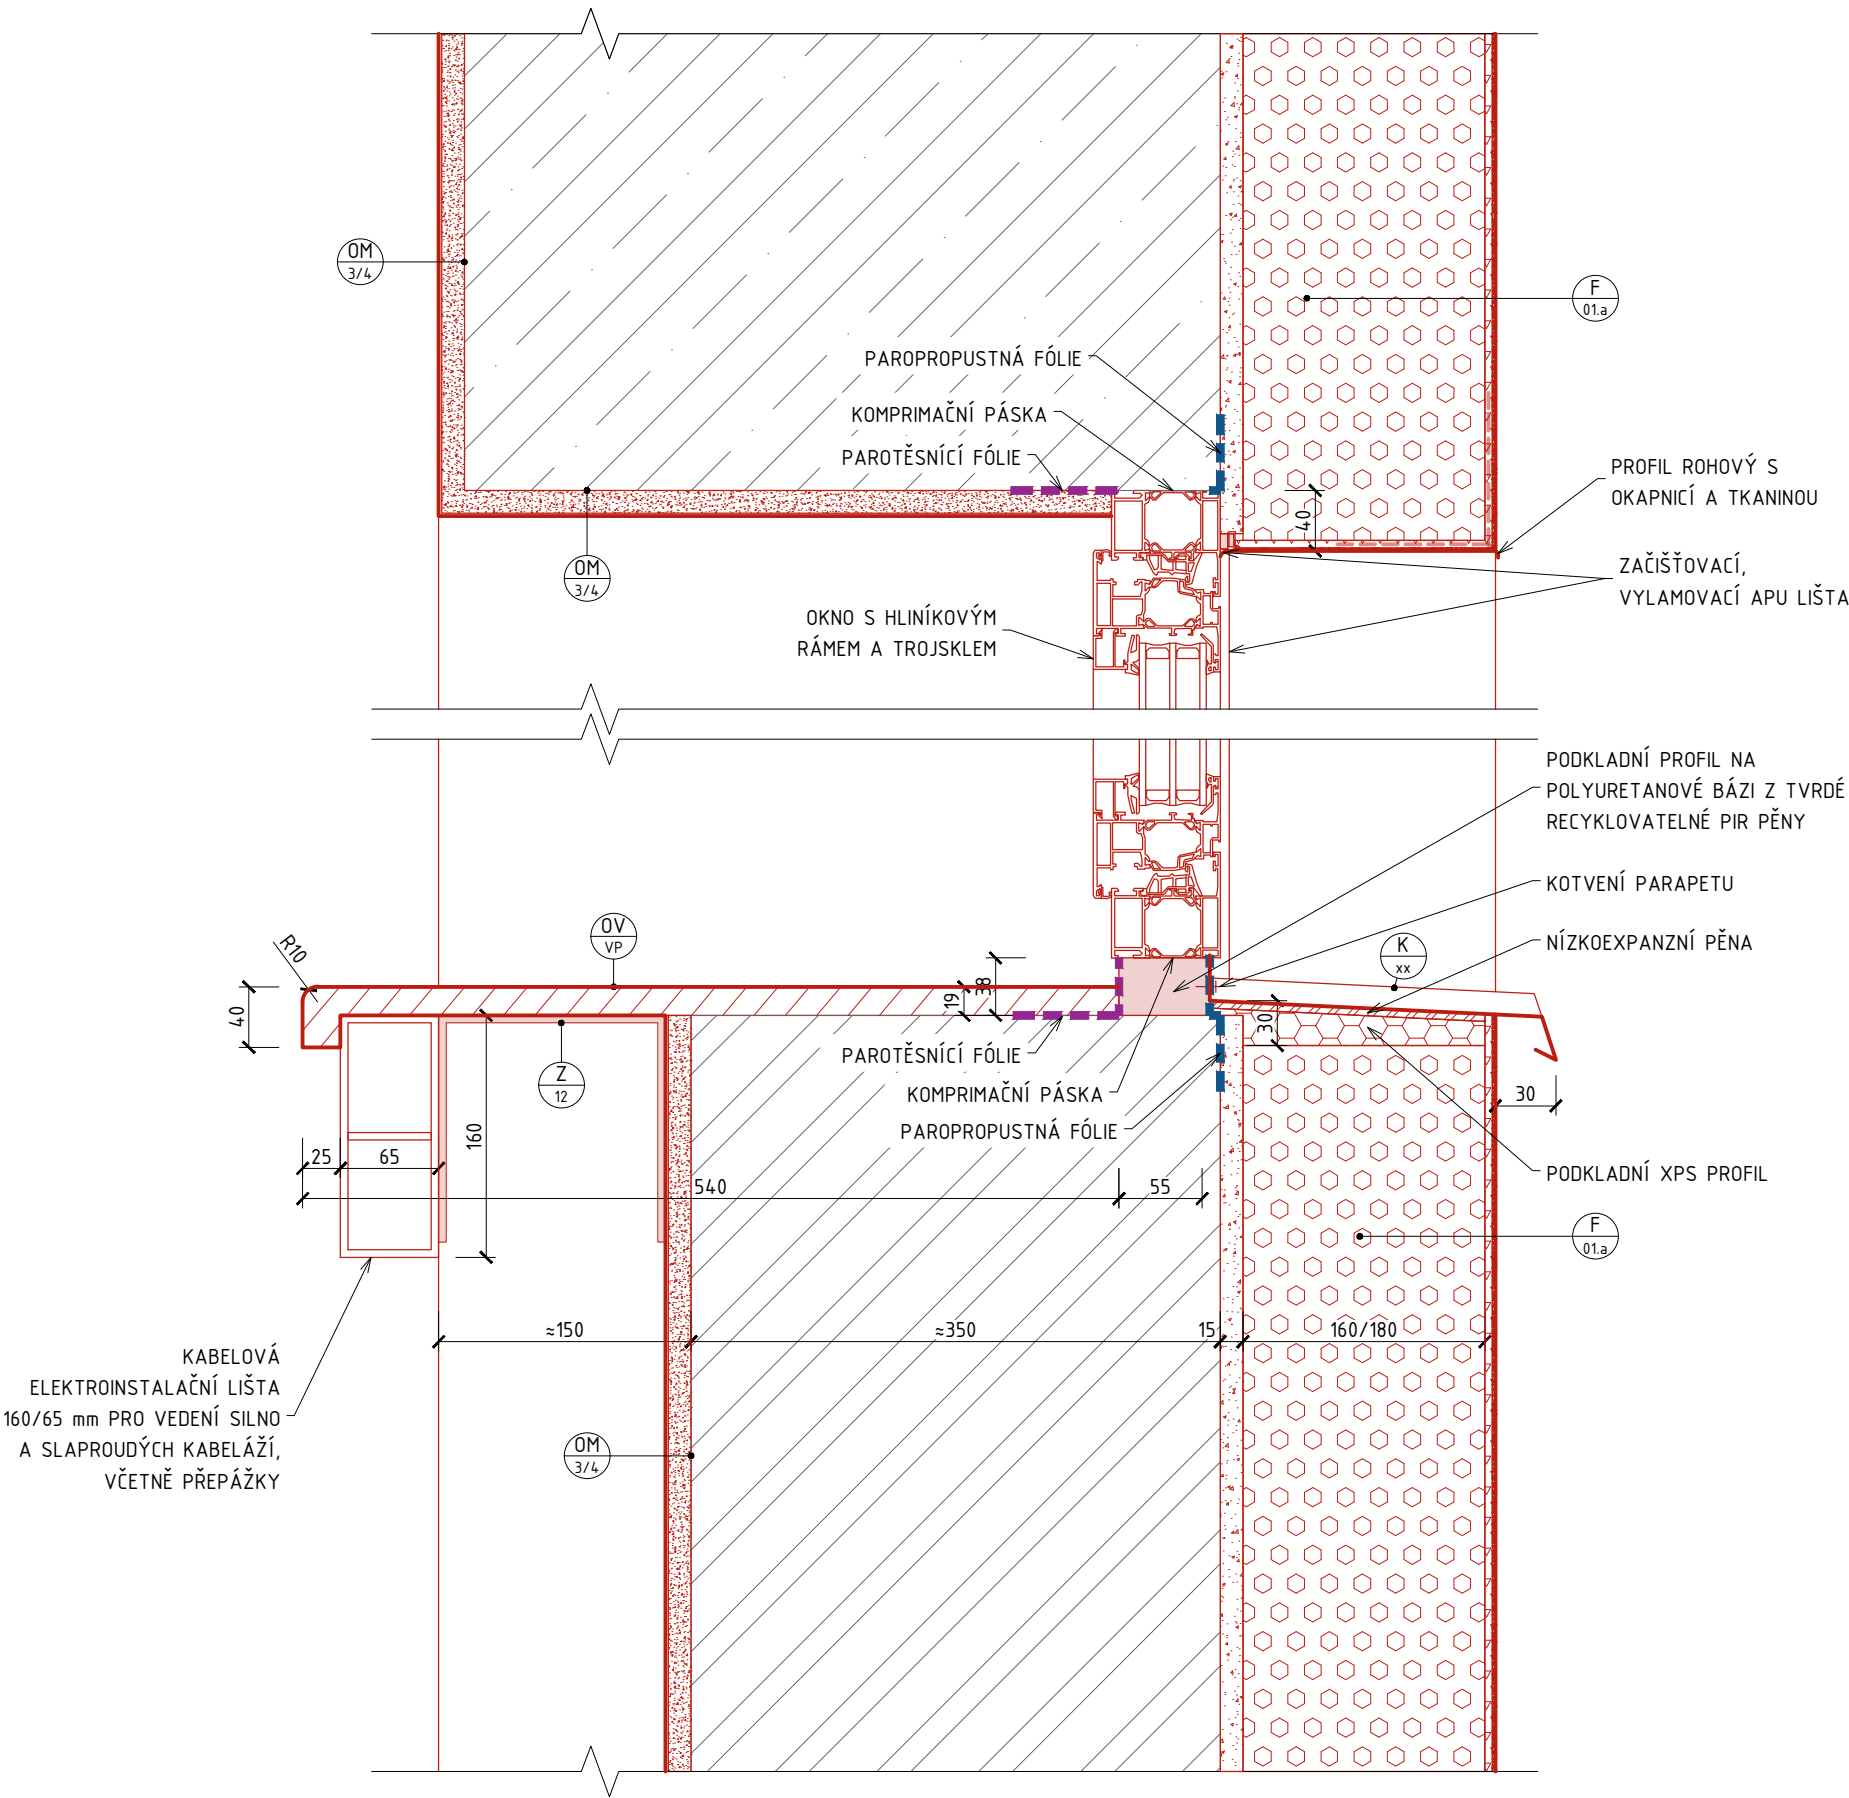 OM
3/4
F
01.a
PAROPROPUSTNÁ FÓLIE
KOMPRIMAČNÍ PÁSKA
PAROTĚSNÍCÍ FÓLIE
PROFIL ROHOVÝ S
OKAPNICÍ A TKANINOU
40
OM
3/4
ZAČIŠŤOVACÍ,
VYLAMOVACÍ APU LIŠTA
OKNO S HLINÍKOVÝM
RÁMEM A TROJSKLEM
PODKLADNÍ PROFIL NA
POLYURETANOVÉ BÁZI Z TVRDÉ
RECYKLOVATELNÉ PIR PĚNY
KOTVENÍ PARAPETU
NÍZKOEXPANZNÍ PĚNA
OV
VP
K
xx
R10
40
19
38
30
PAROTĚSNÍCÍ FÓLIE
KOMPRIMAČNÍ PÁSKA
PAROPROPUSTNÁ FÓLIE
Z
12
30
160
25
65
540
55
PODKLADNÍ XPS PROFIL
F
01.a
≈150
≈350
15
160/180
KABELOVÁ
ELEKTROINSTALAČNÍ LIŠTA
160/65 mm PRO VEDENÍ SILNO
A SLAPROUDÝCH KABELÁŽÍ,
VČETNĚ PŘEPÁŽKY
OM
3/4